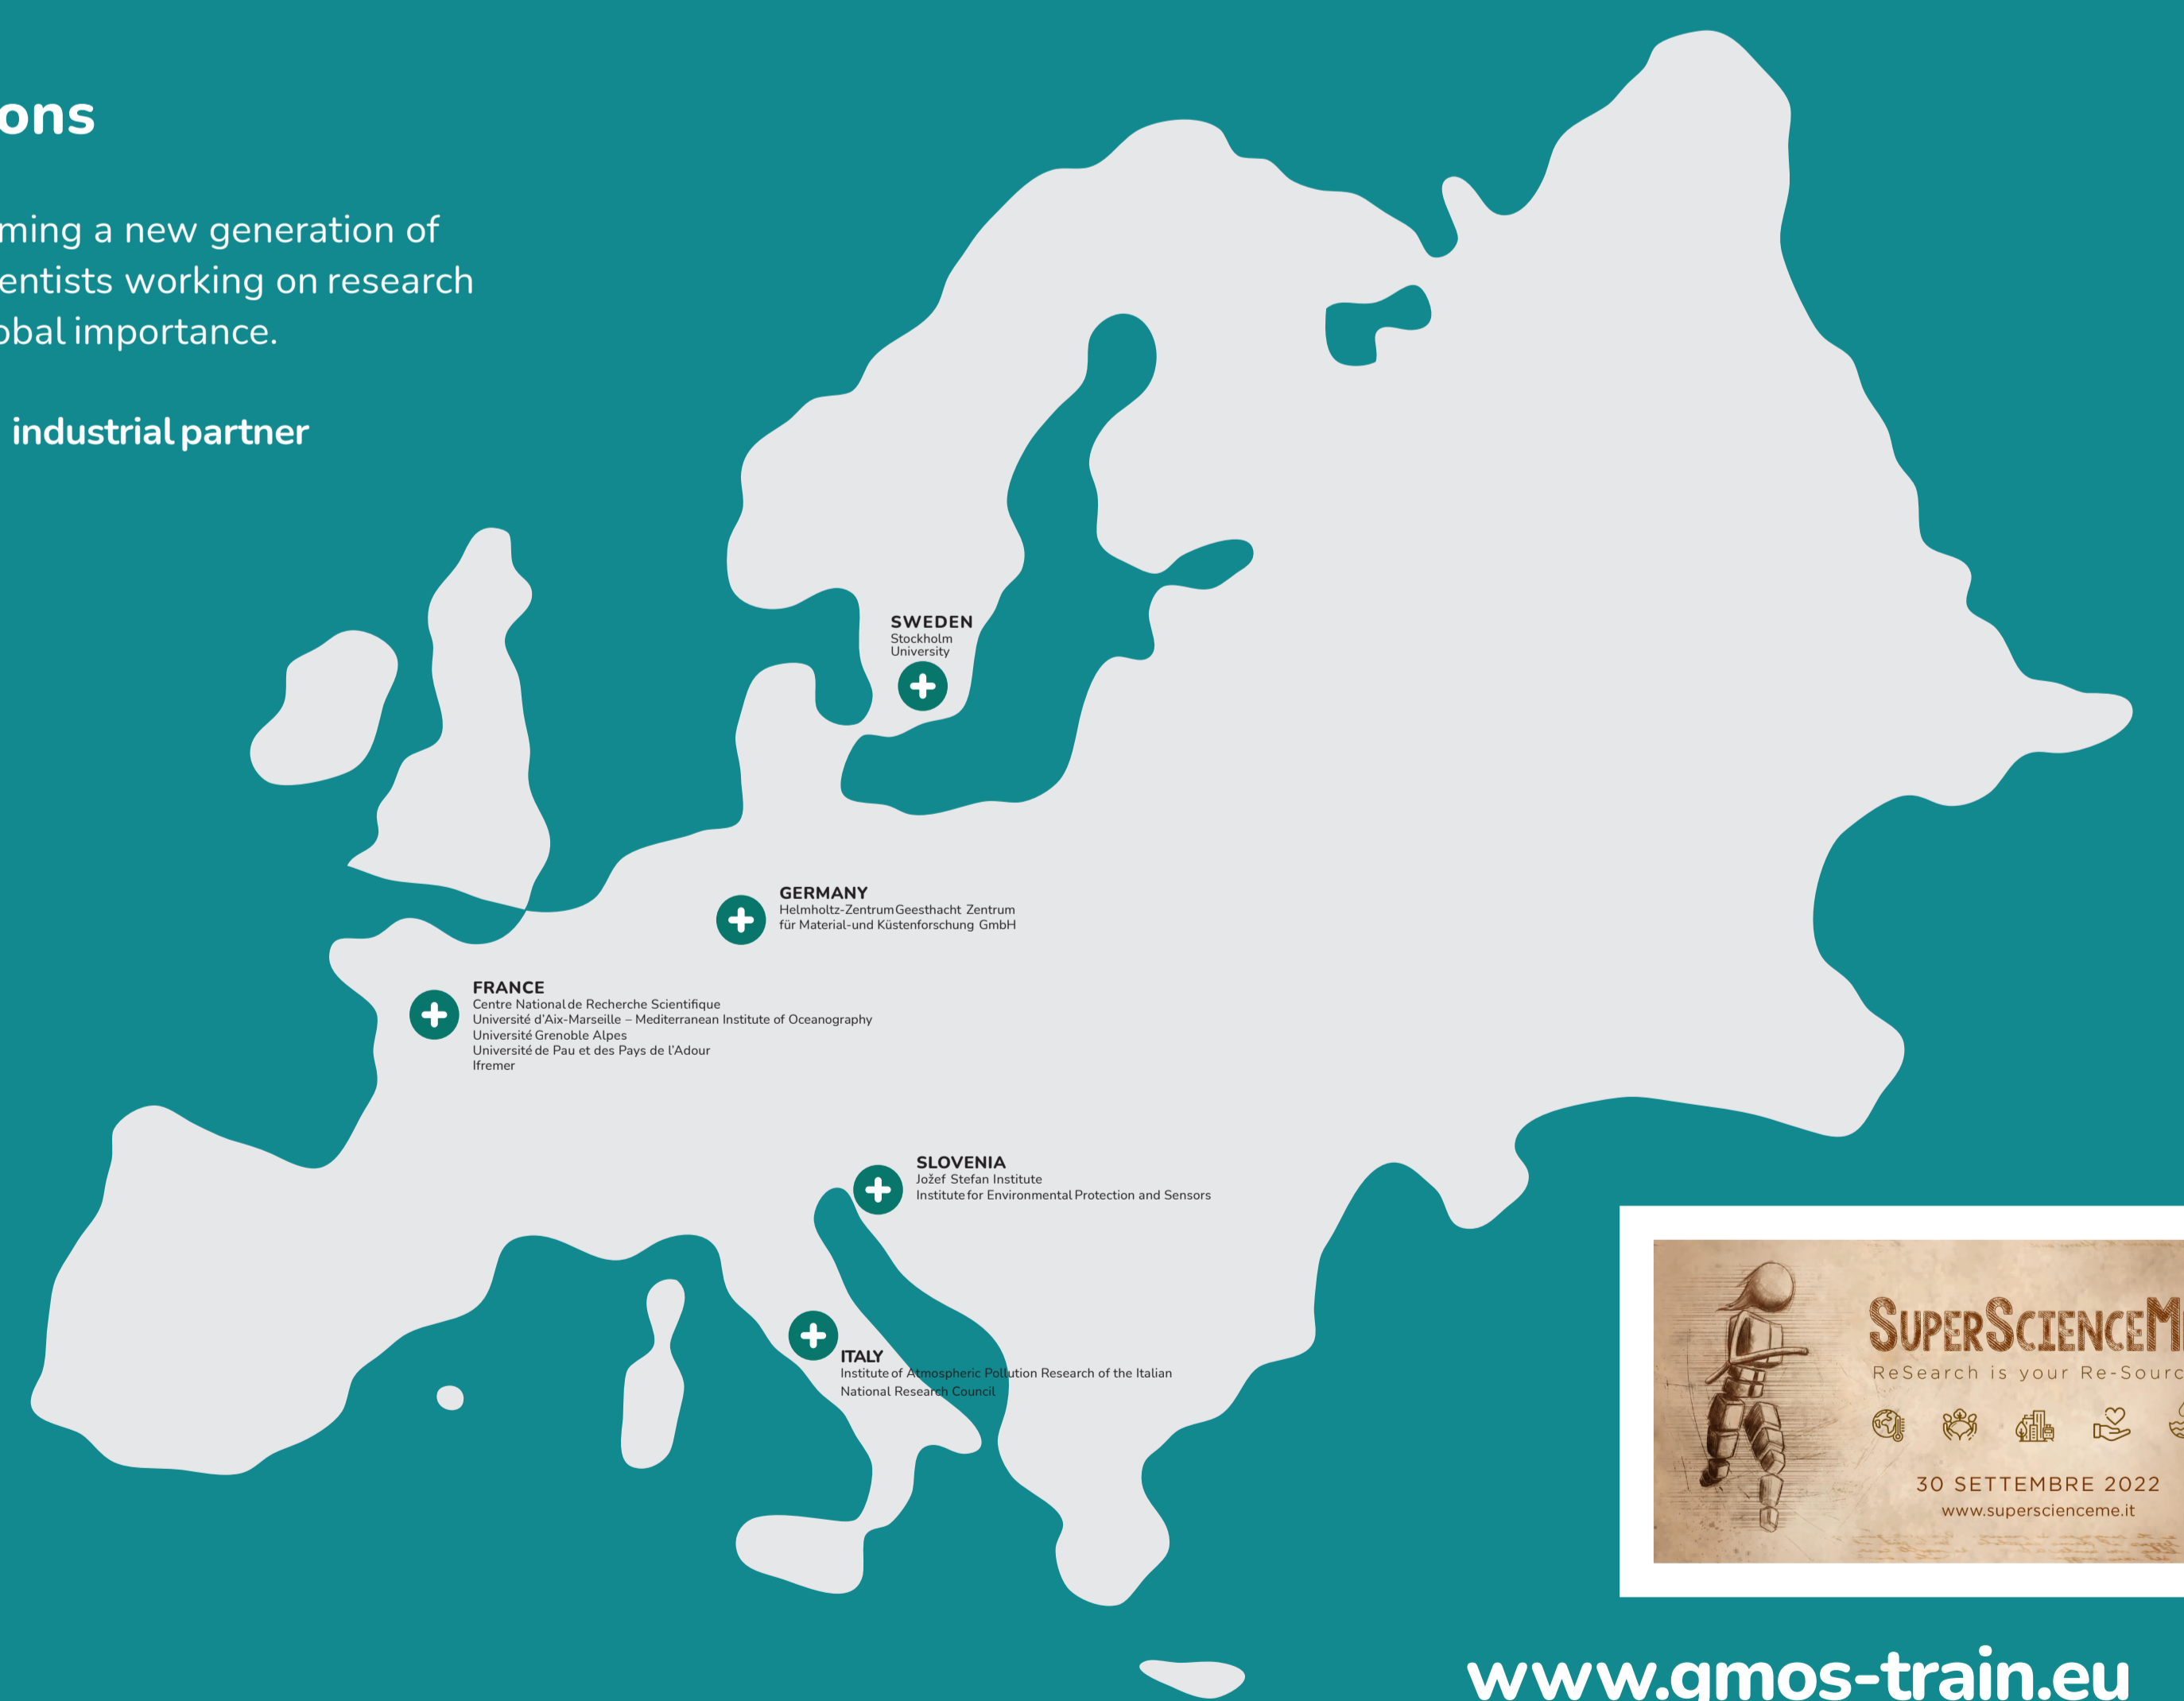 ons
ming a new generation of
entists working on research
obal importance.
industrial partner
SWEDEN
Stockholm
University
GERMANY
Helmholtz-Zentrum Geesthacht Zentrum
für Material-und Küstenforschung GmbH
FRANCE
Centre National de Recherche Scientifique
Université d'Aix-Marseille – Mediterranean Institute of Oceanography
Université Grenoble Alpes
Université de Pau et des Pays de l'Adour
Ifremer
SLOVENIA
Jožef Stefan Institute
Institute for Environmental Protection and Sensors
ITALY
Institute of Atmospheric Pollution Research of the Italian
National Research Council
SUPERSCIENCEM
ReSearch is your Re-Sourc
30 SETTEMBRE 2022
www.superscienceme.it
www.gmos-train.eu